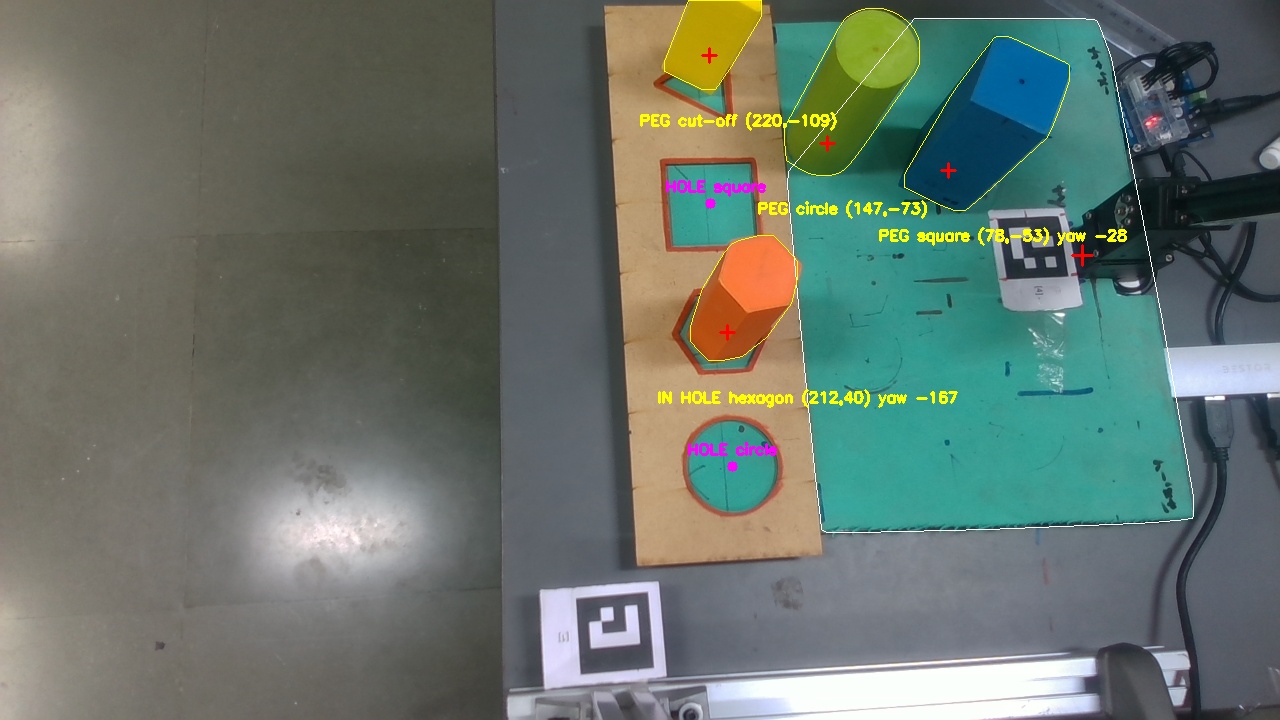 PEG cut-off (220,-109)
HOLE square
PEG circle (147,-73)
PEG square (78,-53) yaw -28
IN HOLE hexagon (212,40) yaw -167
HOLE circle